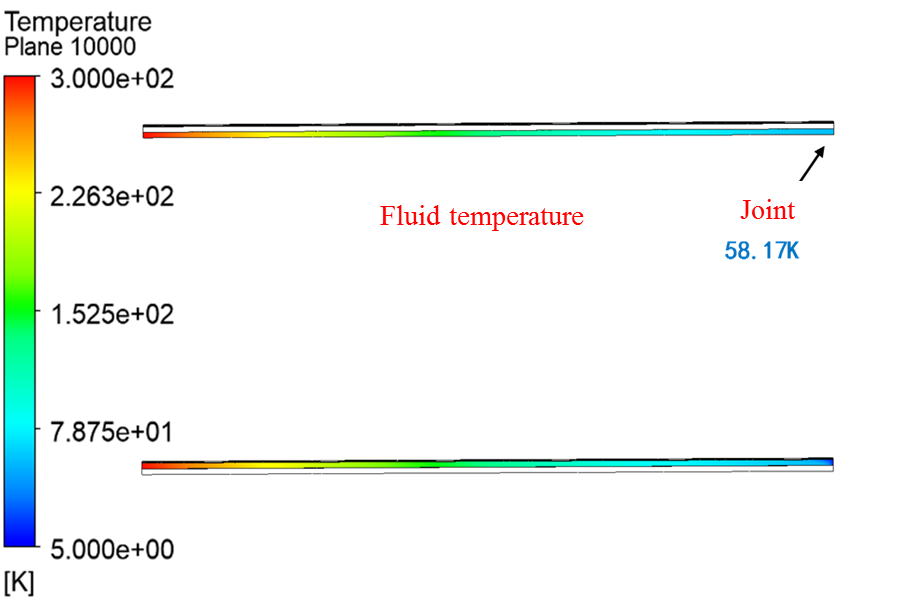 Temperature
Plane 10000
3.000e+02
2.263e+02
Fluid temperature
Joint
58.17K
1.525e+02
7.875e+01
5.000e+00
[K]